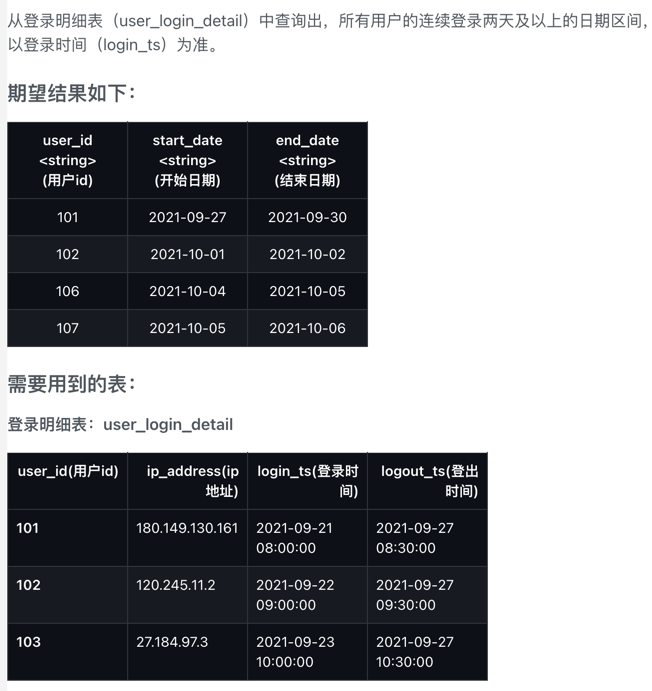 从登录明细表（user_login_detail）中查询出，所有用户的连续登录两天及以上的日期区间，
以登录时间（login_ts）为准。
期望结果如下：
user_id <string> (用户id) start_date <string> (开始日期) end_date <string> (结束日期)
101 2021-09-27 2021-09-30
102 2021-10-01 2021-10-02
106 2021-10-04 2021-10-05
107 2021-10-05 2021-10-06
需要用到的表：
登录明细表：user_login_detail
user_id(用户id) ip_address(ip地址) login_ts(登录时间) logout_ts(登出时间)
101 180.149.130.161 2021-09-21 08:00:00 2021-09-27 08:30:00
102 120.245.11.2 2021-09-22 09:00:00 2021-09-27 09:30:00
103 27.184.97.3 2021-09-23 10:00:00 2021-09-27 10:30:00